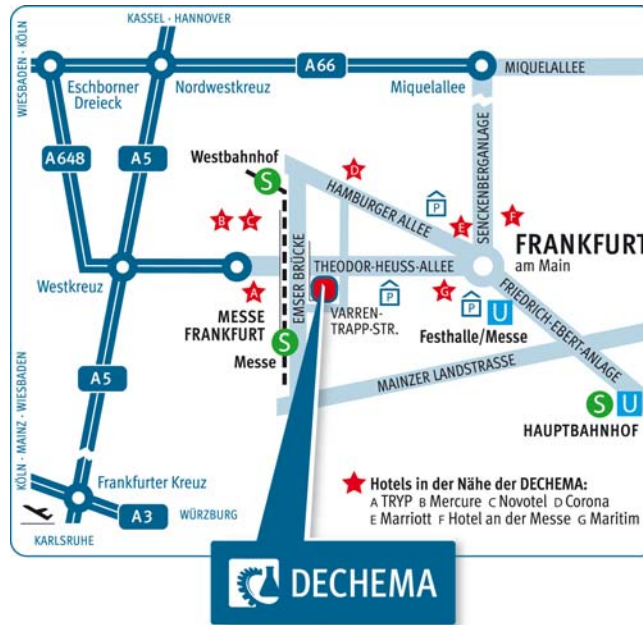 KASSEL · HANNOVER
WIESBADEN · KÖLN
A66
Eschborner
Dreieck
Nordwestkreuz
Miquelallee
MIQUELALLEE
A648
A5
Westbahnhof
S
D
HAMBURGER ALLEE
P
SENCKENBERGANLAGE
B
C
E
F
FRANKFURT
am Main
Westkreuz
THEODOR-HEUSS-ALLEE
EMSER BRÜCKE
A
G
P
P
U
MESSE
FRANKFURT
VARREN-
TRAPP-STR.
Festhalle/Messe
FRIEDRICH-EBERT-ANLAGE
S
Messe
A5
MAINZER LANDSTRASSE
S
U
HAUPTBAHNHOF
KÖLN · MAINZ · WIESBADEN
Frankfurter Kreuz
A3
WÜRZBURG
KARLSRUHE
Hotels in der Nähe der DECHEMA:
A TRYP B Mercure C Novotel D Corona
E Marriott F Hotel an der Messe G Maritim
DECHEMA